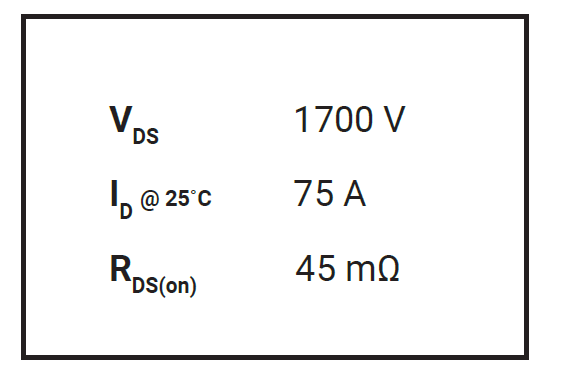 VDS 1700 V
ID @ 25°C 75 A
RDS(on) 45 mΩ